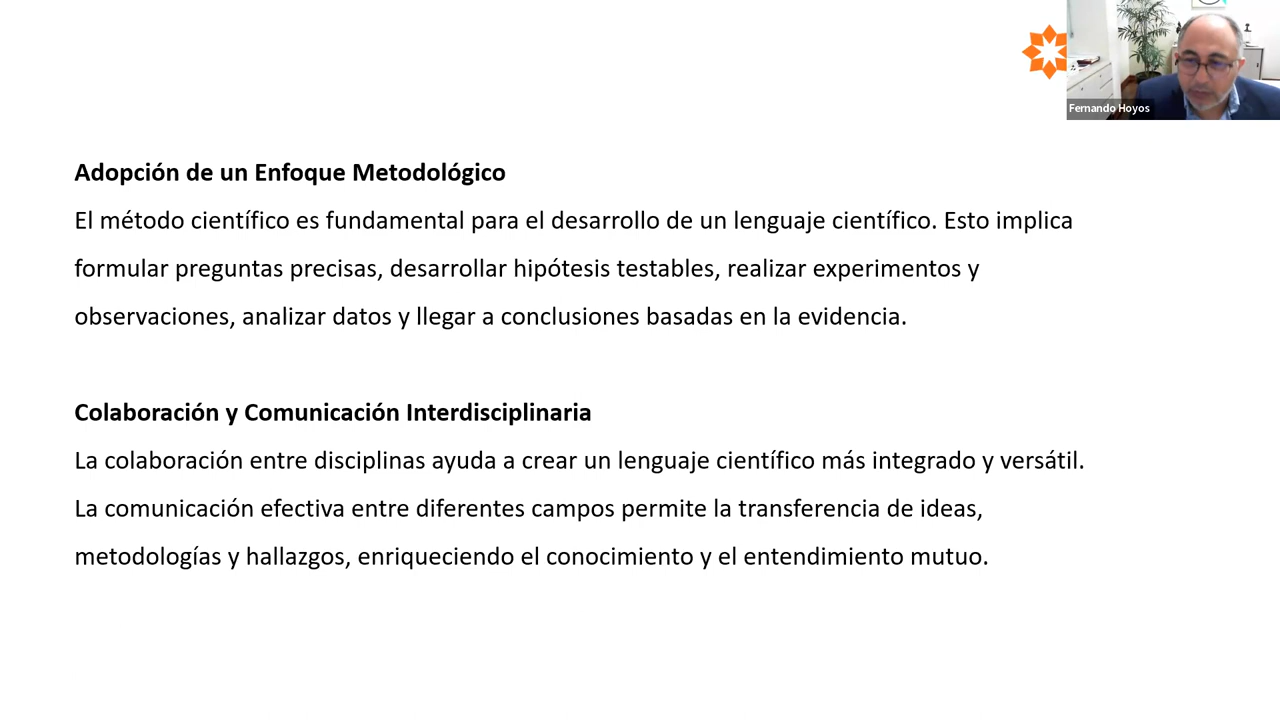 Fernando Hoyos
Adopción de un Enfoque Metodológico
El método científico es fundamental para el desarrollo de un lenguaje científico. Esto implica
formular preguntas precisas, desarrollar hipótesis testables, realizar experimentos y
observaciones, analizar datos y llegar a conclusiones basadas en la evidencia.
Colaboración y Comunicación Interdisciplinaria
La colaboración entre disciplinas ayuda a crear un lenguaje científico más integrado y versátil.
La comunicación efectiva entre diferentes campos permite la transferencia de ideas,
metodologías y hallazgos, enriqueciendo el conocimiento y el entendimiento mutuo.